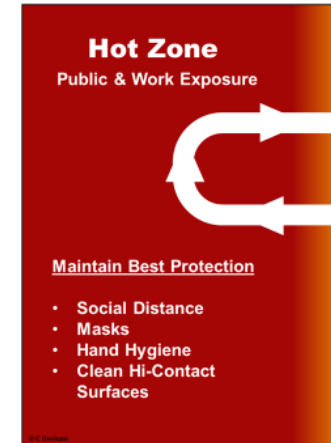 Hot Zone
Public & Work Exposure
Maintain Best Protection
• Social Distance
• Masks
• Hand Hygiene
• Clean Hi-Contact
Surfaces